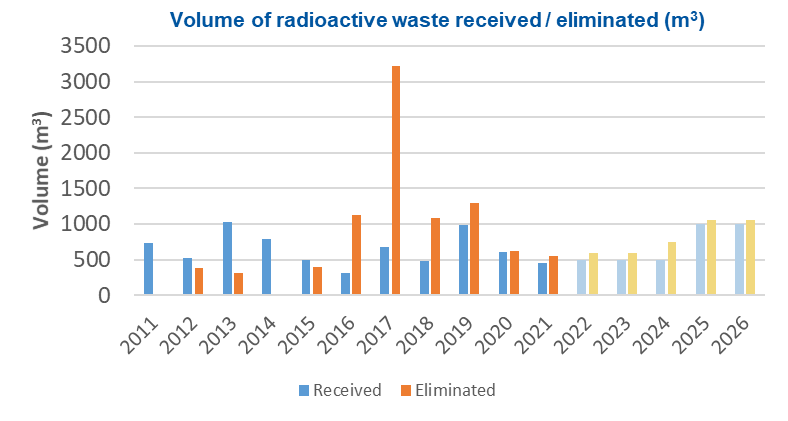 Volume of radioactive waste received / eliminated (m³)
3500
3000
2500
2000
1500
1000
500
0
Volume (m³)
2011 2012 2013 2014 2015 2016 2017 2018 2019 2020 2021 2022 2023 2024 2025 2026
Received Eliminated